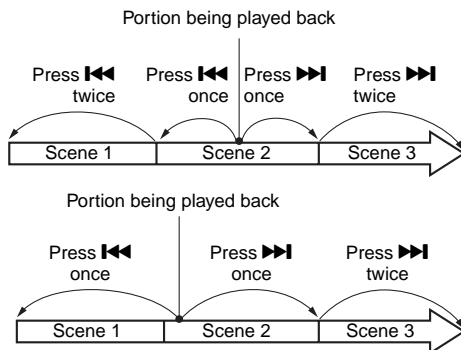 Portion being played back
Press ⏮ Press ⏮ Press ⏭ Press ⏭
twice once once twice
Scene 1 Scene 2 Scene 3
Portion being played back
Press ⏮ Press ⏭ Press ⏭
once once twice
Scene 1 Scene 2 Scene 3